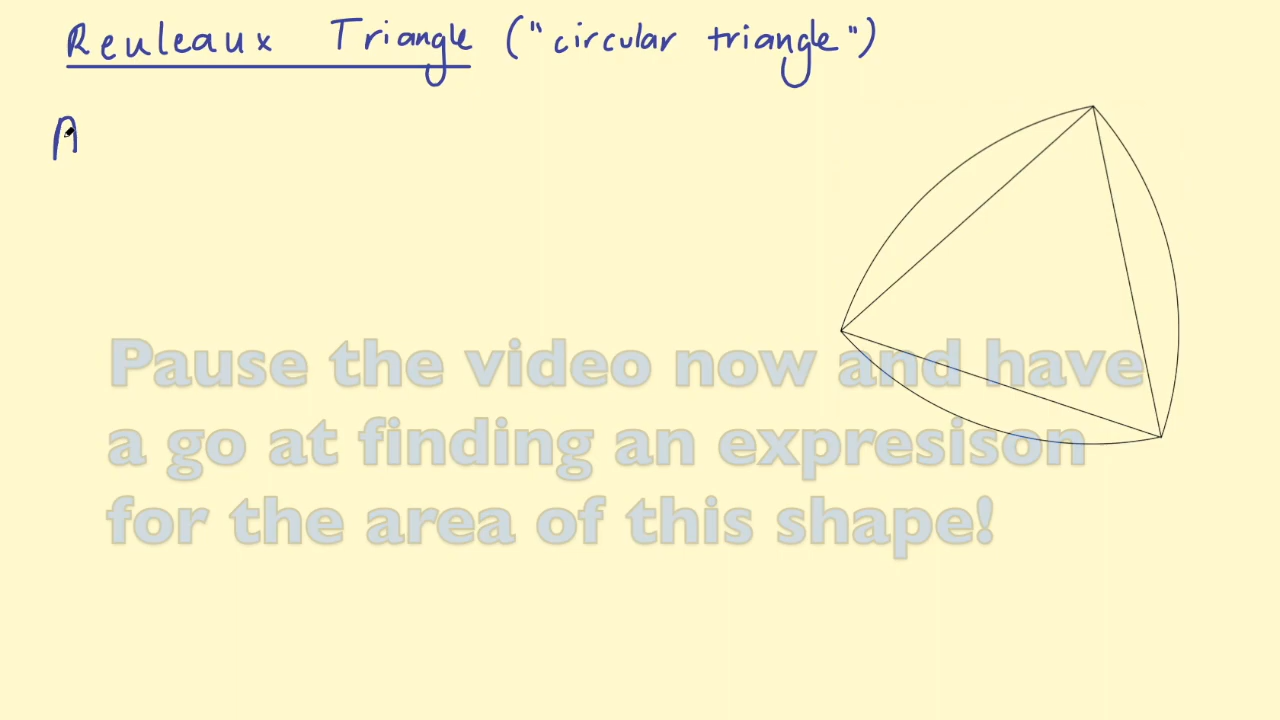 Reuleaux Triangle ("circular triangle")
A
Pause the video now and have
a go at finding an expresison
for the area of this shape!